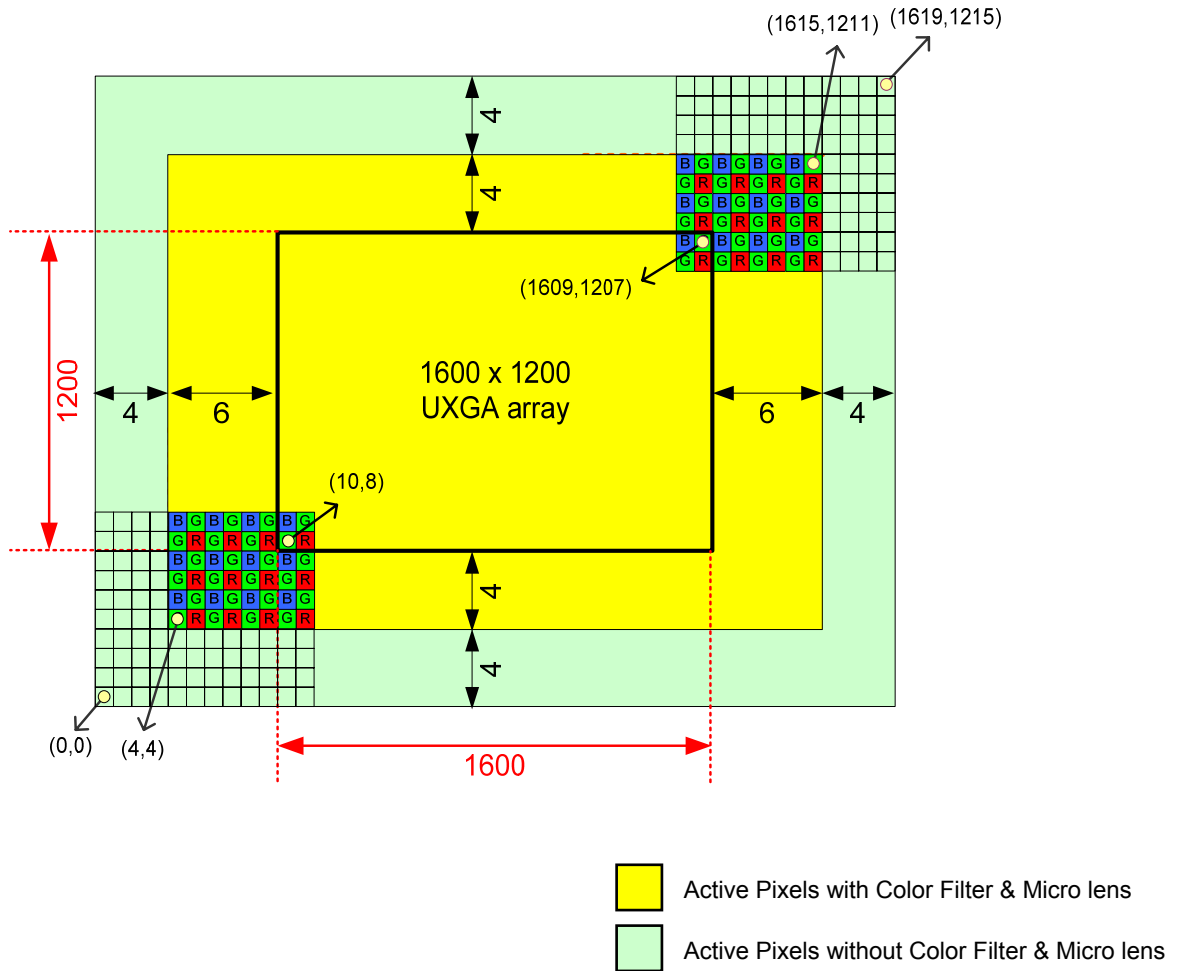 (1615,1211)
(1619,1215)
4
4
B G B G B G B
G R G R G R G R
B G B G B G B G
G R G R G R G R
B B G B G B G
G R G R G R G R
(1609,1207)
1200
1600 x 1200
UXGA array
4
6
6
4
(10,8)
B G B G B G B G
G R G R G R R
B G B G B G B G
G R G R G R G R
B G B G B G B G
R G R G R G R
4
4
(0,0)
(4,4)
1600
Active Pixels with Color Filter & Micro lens
Active Pixels without Color Filter & Micro lens